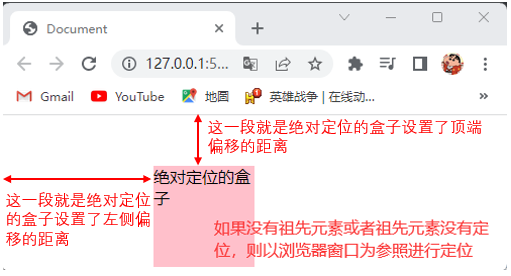 Document
127.0.0.1:5...
Gmail
YouTube
地图
英雄战争 | 在线动...
这一段就是绝对定位的盒子设置了顶端
偏移的距离
绝对定位的盒
子
这一段就是绝对定位的盒子设置了左侧偏
移的距离
如果没有祖先元素或者祖先元素没有定
位，则以浏览器窗口为参照进行定位